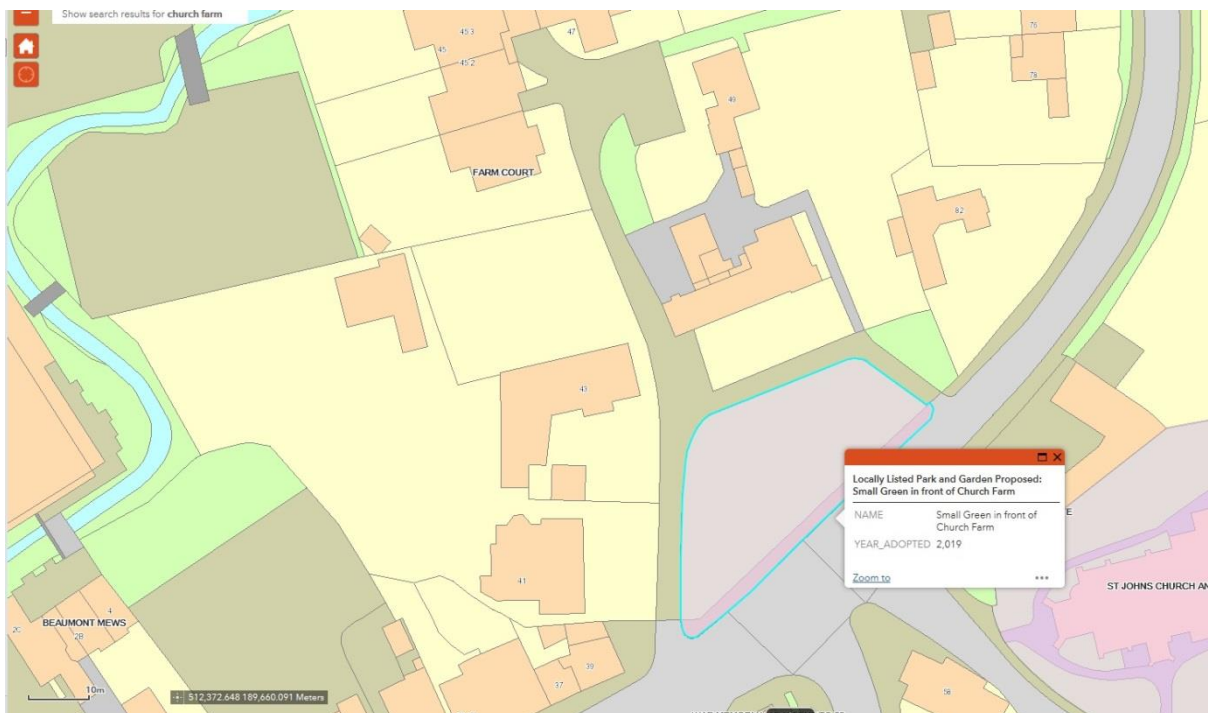 Show search results for church farm
45 3
47
76
45
45 2
78
49
FARM COURT
82
43
Locally Listed Park and Garden Proposed:
Small Green in front of Church Farm
NAME Small Green in front of
Church Farm
YEAR_ADOPTED 2,019
Zoom to
41
ST JOHNS CHURCH AN
4
BEAUMONT MEWS
2C
2B
39
37
58
10m
512,372.648 189,660.091 Meters